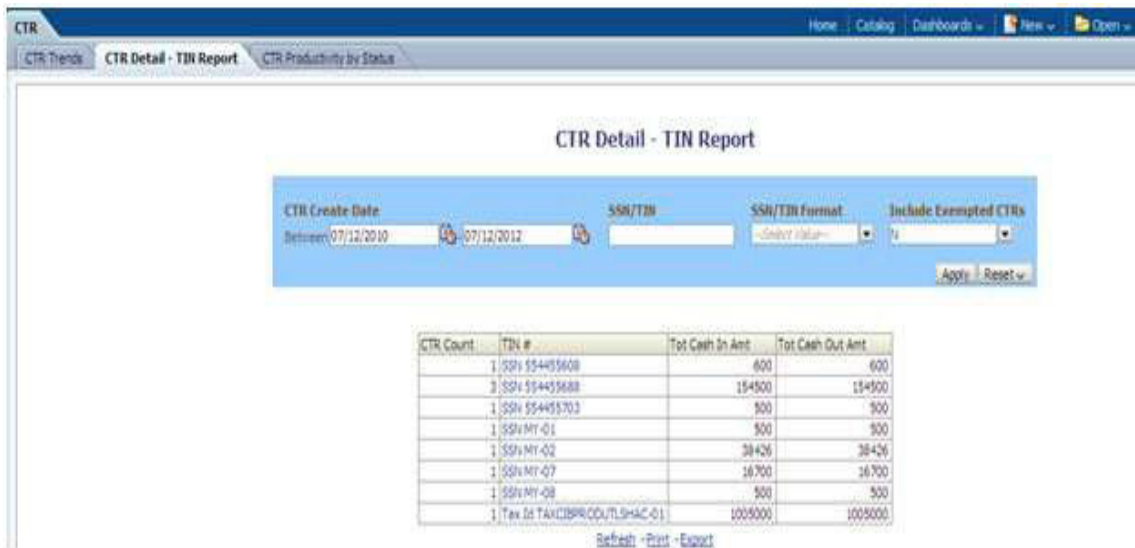 CTR
Home Catalog Dashboards New Open
CTR Trends CTR Detail - TIN Report CTR Productivity by Status
CTR Detail - TIN Report
CTR Create Date SSN/TIN SSN/TIN Format Include Exempted CTRs
Between 07/12/2010 07/12/2012 --Select Value-- N
Apply Reset
CTR Count TIN # Tot Cash In Amt Tot Cash Out Amt
1 SSN 554455608 600 600
3 SSN 554455688 154500 154500
1 SSN 554455703 500 500
1 SSN MY-01 500 500
1 SSN MY-02 38426 38426
1 SSN MY-07 16700 16700
1 SSN MY-08 500 500
1 Tax Id TAXCIBPRODUTLSHAC-01 1005000 1005000
Refresh - Print - Export